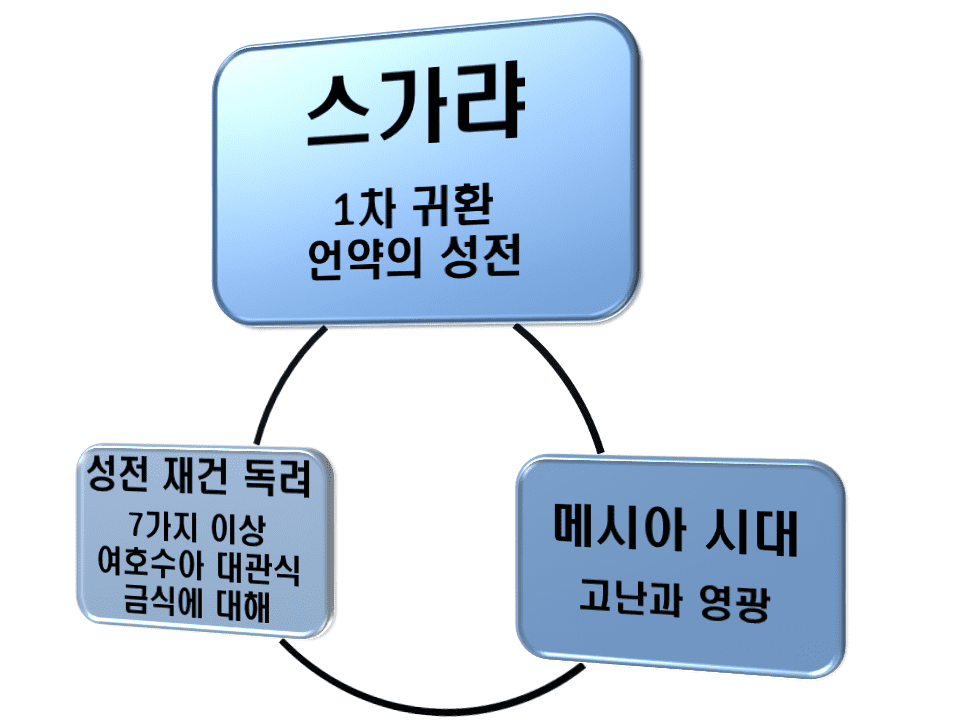 스가랴
1차 귀환
언약의 성전
성전 재건 독려
7가지 이상
여호수아 대관식
금식에 대해
메시아 시대
고난과 영광